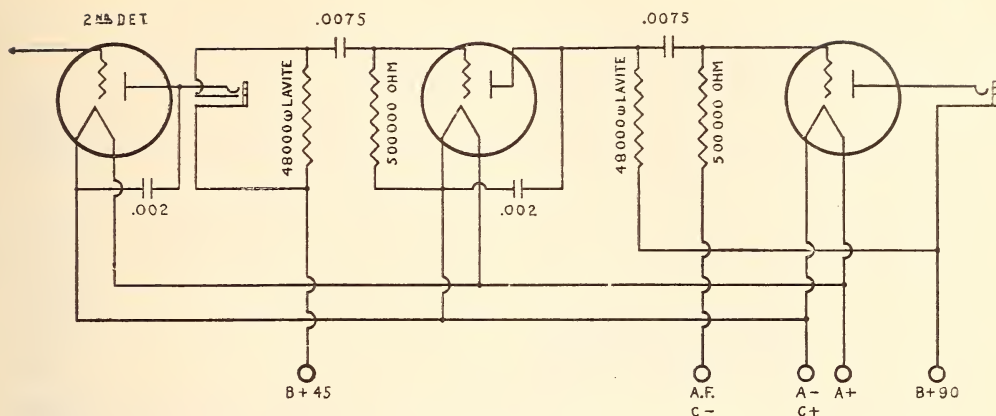 2ND DET.
.0075
.0075
48000 ω LAVITE
500000 OHM
48000 ω LAVITE
500000 OHM
.002
.002
B+45
A.F.
C-
A-
C+
A+
B+90